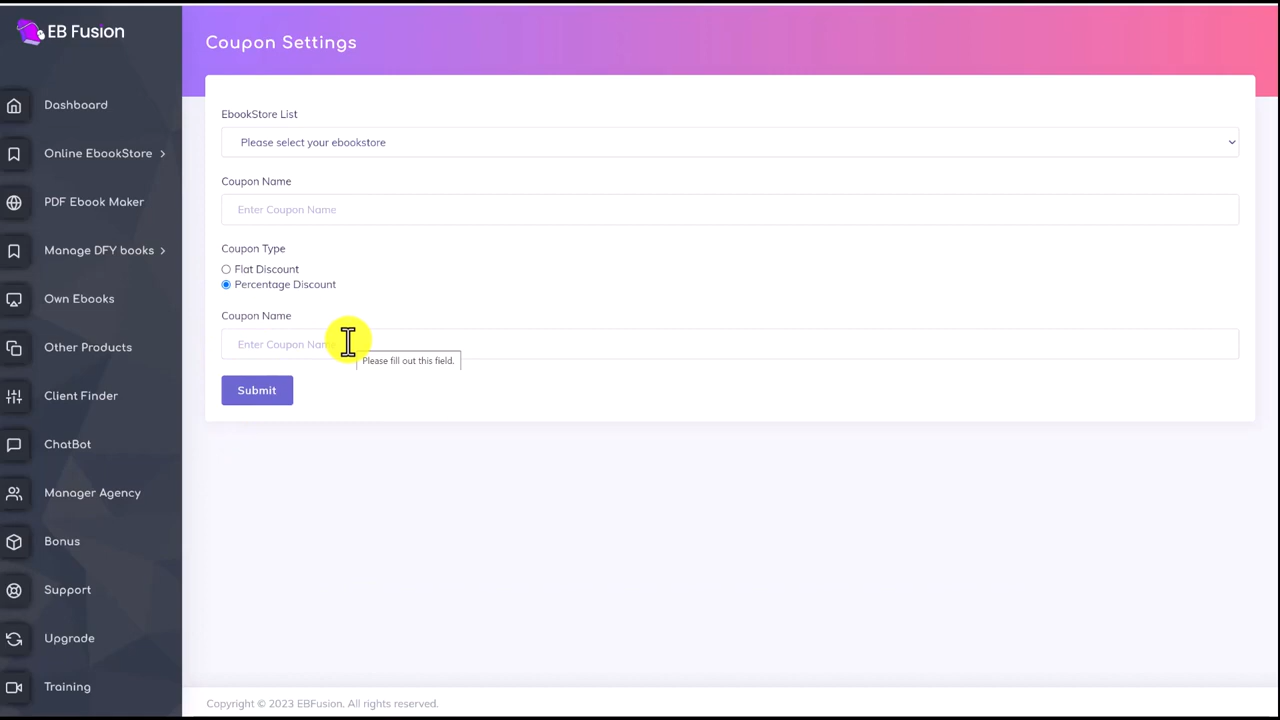 EB Fusion
Coupon Settings
Dashboard
Online EbookStore
PDF Ebook Maker
Manage DFY books
Own Ebooks
Other Products
Client Finder
ChatBot
Manager Agency
Bonus
Support
Upgrade
Training
EbookStore List
Please select your ebookstore
Coupon Name
Enter Coupon Name
Coupon Type
Flat Discount
Percentage Discount
Coupon Name
Enter Coupon Name
Please fill out this field.
Submit
Copyright © 2023 EBFusion. All rights reserved.